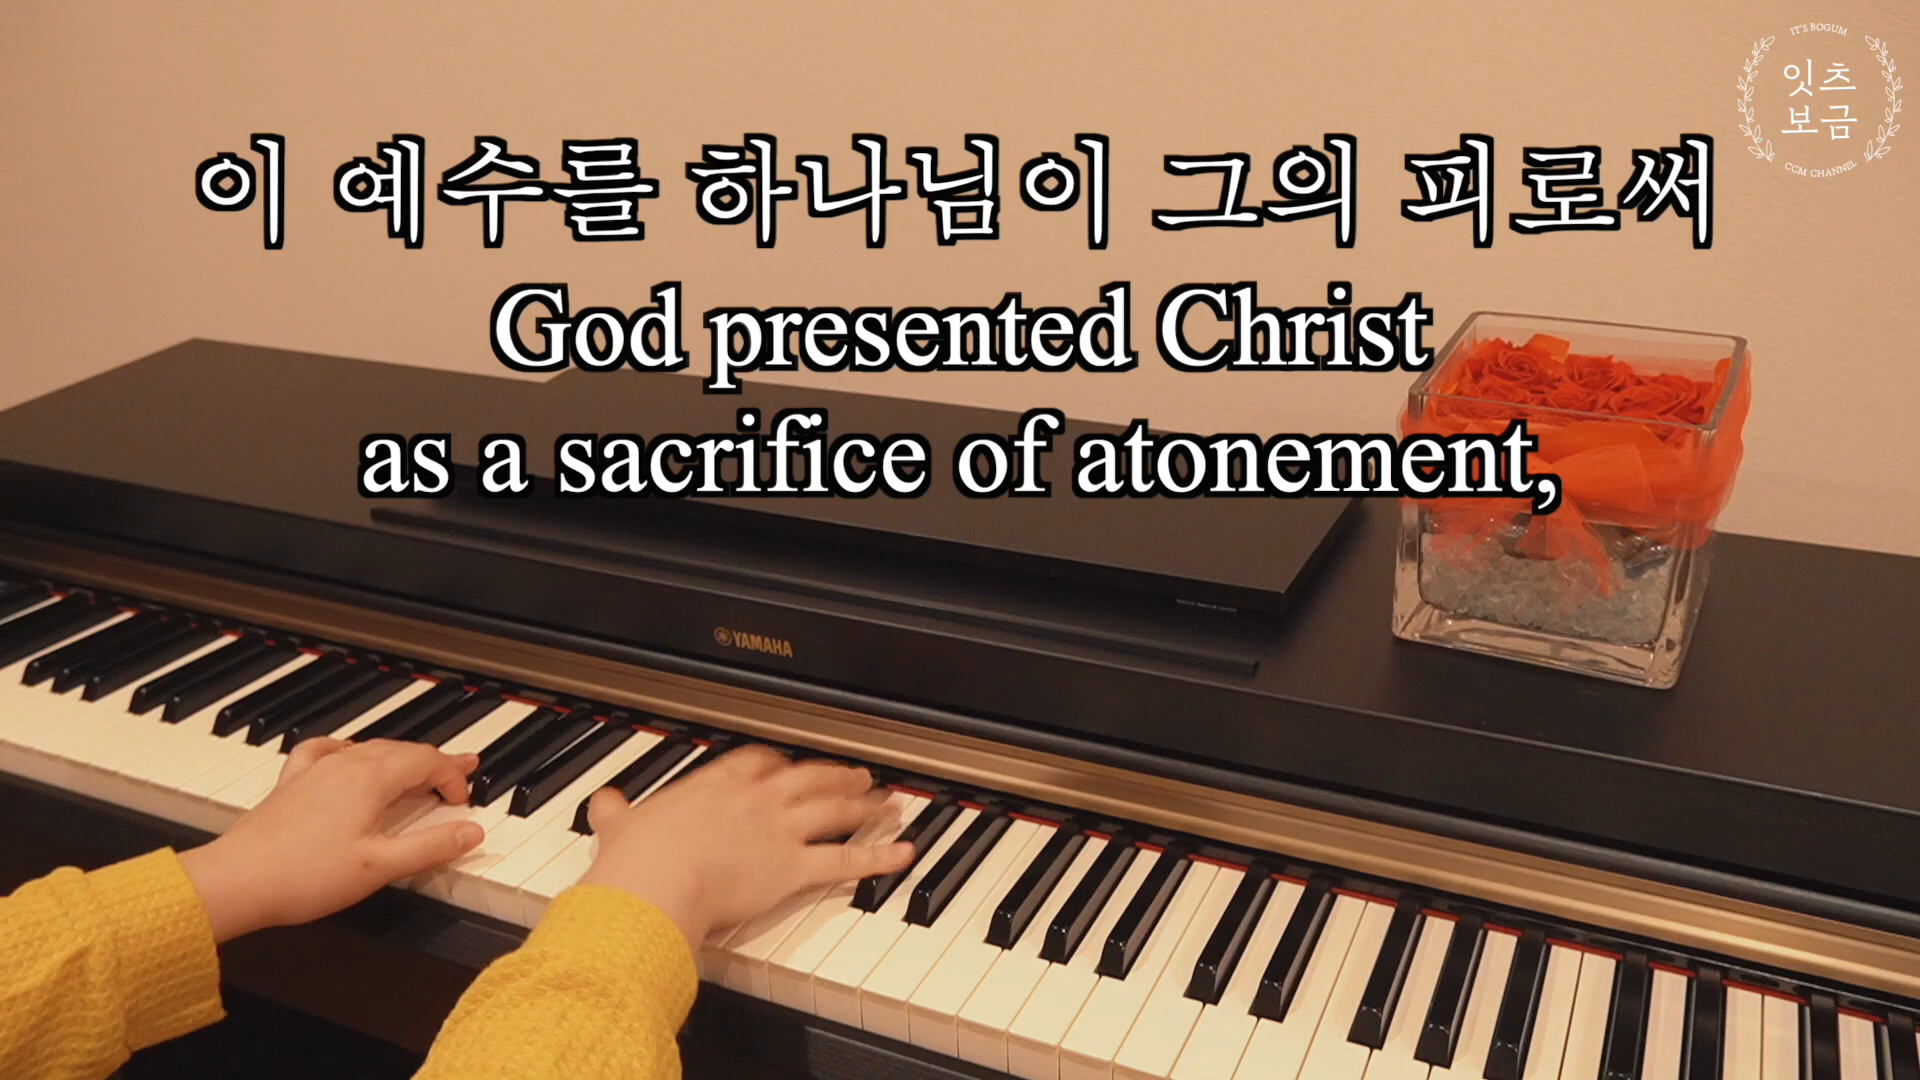 IT'S BOGUM
잇츠
보금
CCM CHANNEL
이 예수를 하나님이 그의 피로써
God presented Christ
as a sacrifice of atonement,
YAMAHA